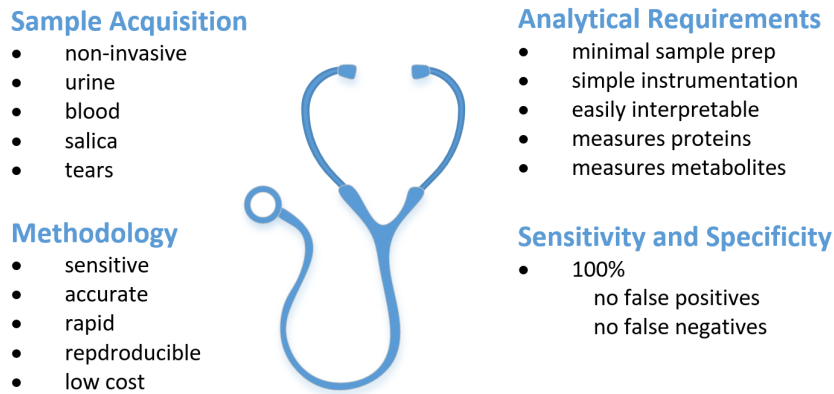 Sample Acquisition
• non-invasive
• urine
• blood
• salica
• tears
Methodology
• sensitive
• accurate
• rapid
• repdroducible
• low cost
Analytical Requirements
• minimal sample prep
• simple instrumentation
• easily interpretable
• measures proteins
• measures metabolites
Sensitivity and Specificity
• 100%
no false positives
no false negatives